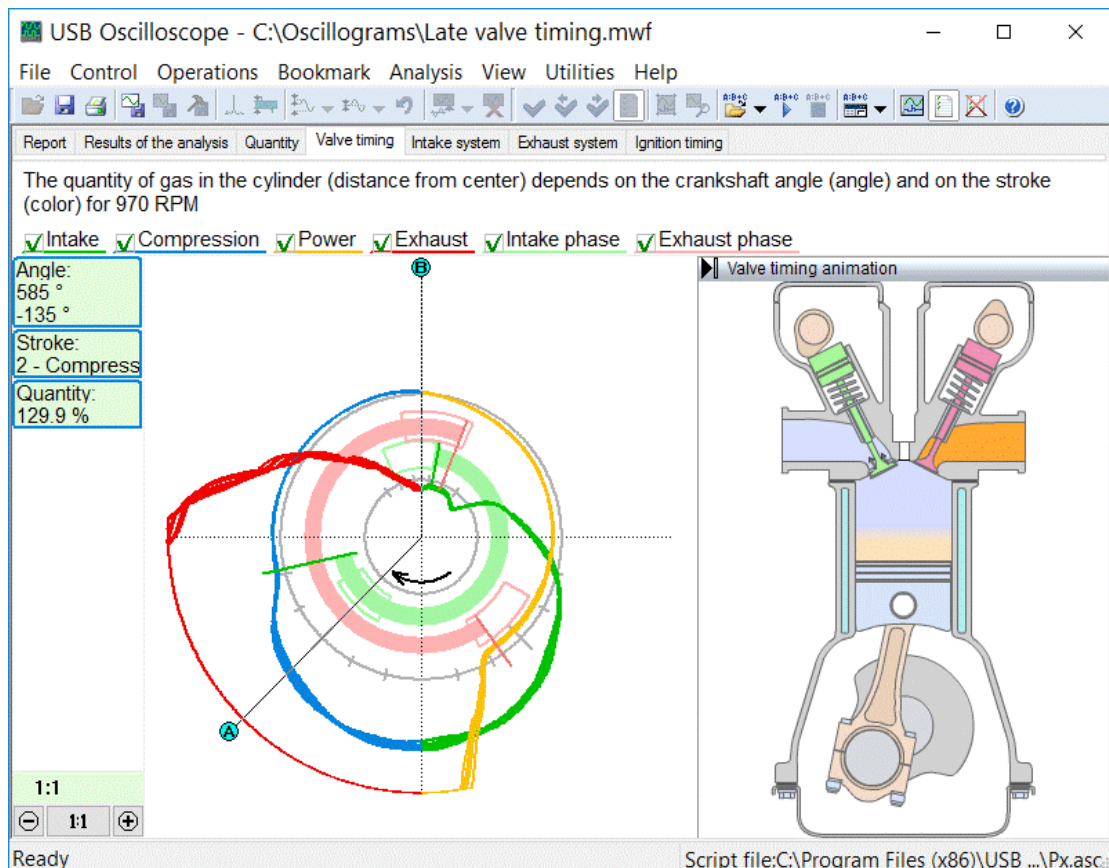 USB Oscilloscope - C:\Oscillograms\Late valve timing.mwf
File Control Operations Bookmark Analysis View Utilities Help
A:B+C A:B+C A:B+C
Report Results of the analysis Quantity Valve timing Intake system Exhaust system Ignition timing
The quantity of gas in the cylinder (distance from center) depends on the crankshaft angle (angle) and on the stroke
(color) for 970 RPM
Intake Compression Power Exhaust Intake phase Exhaust phase
Angle:
585 °
-135 °
Stroke:
2 - Compress
Quantity:
129.9 %
B
Valve timing animation
A
1:1
1:1
Ready
Script file:C:\Program Files (x86)\USB ...\Px.asc